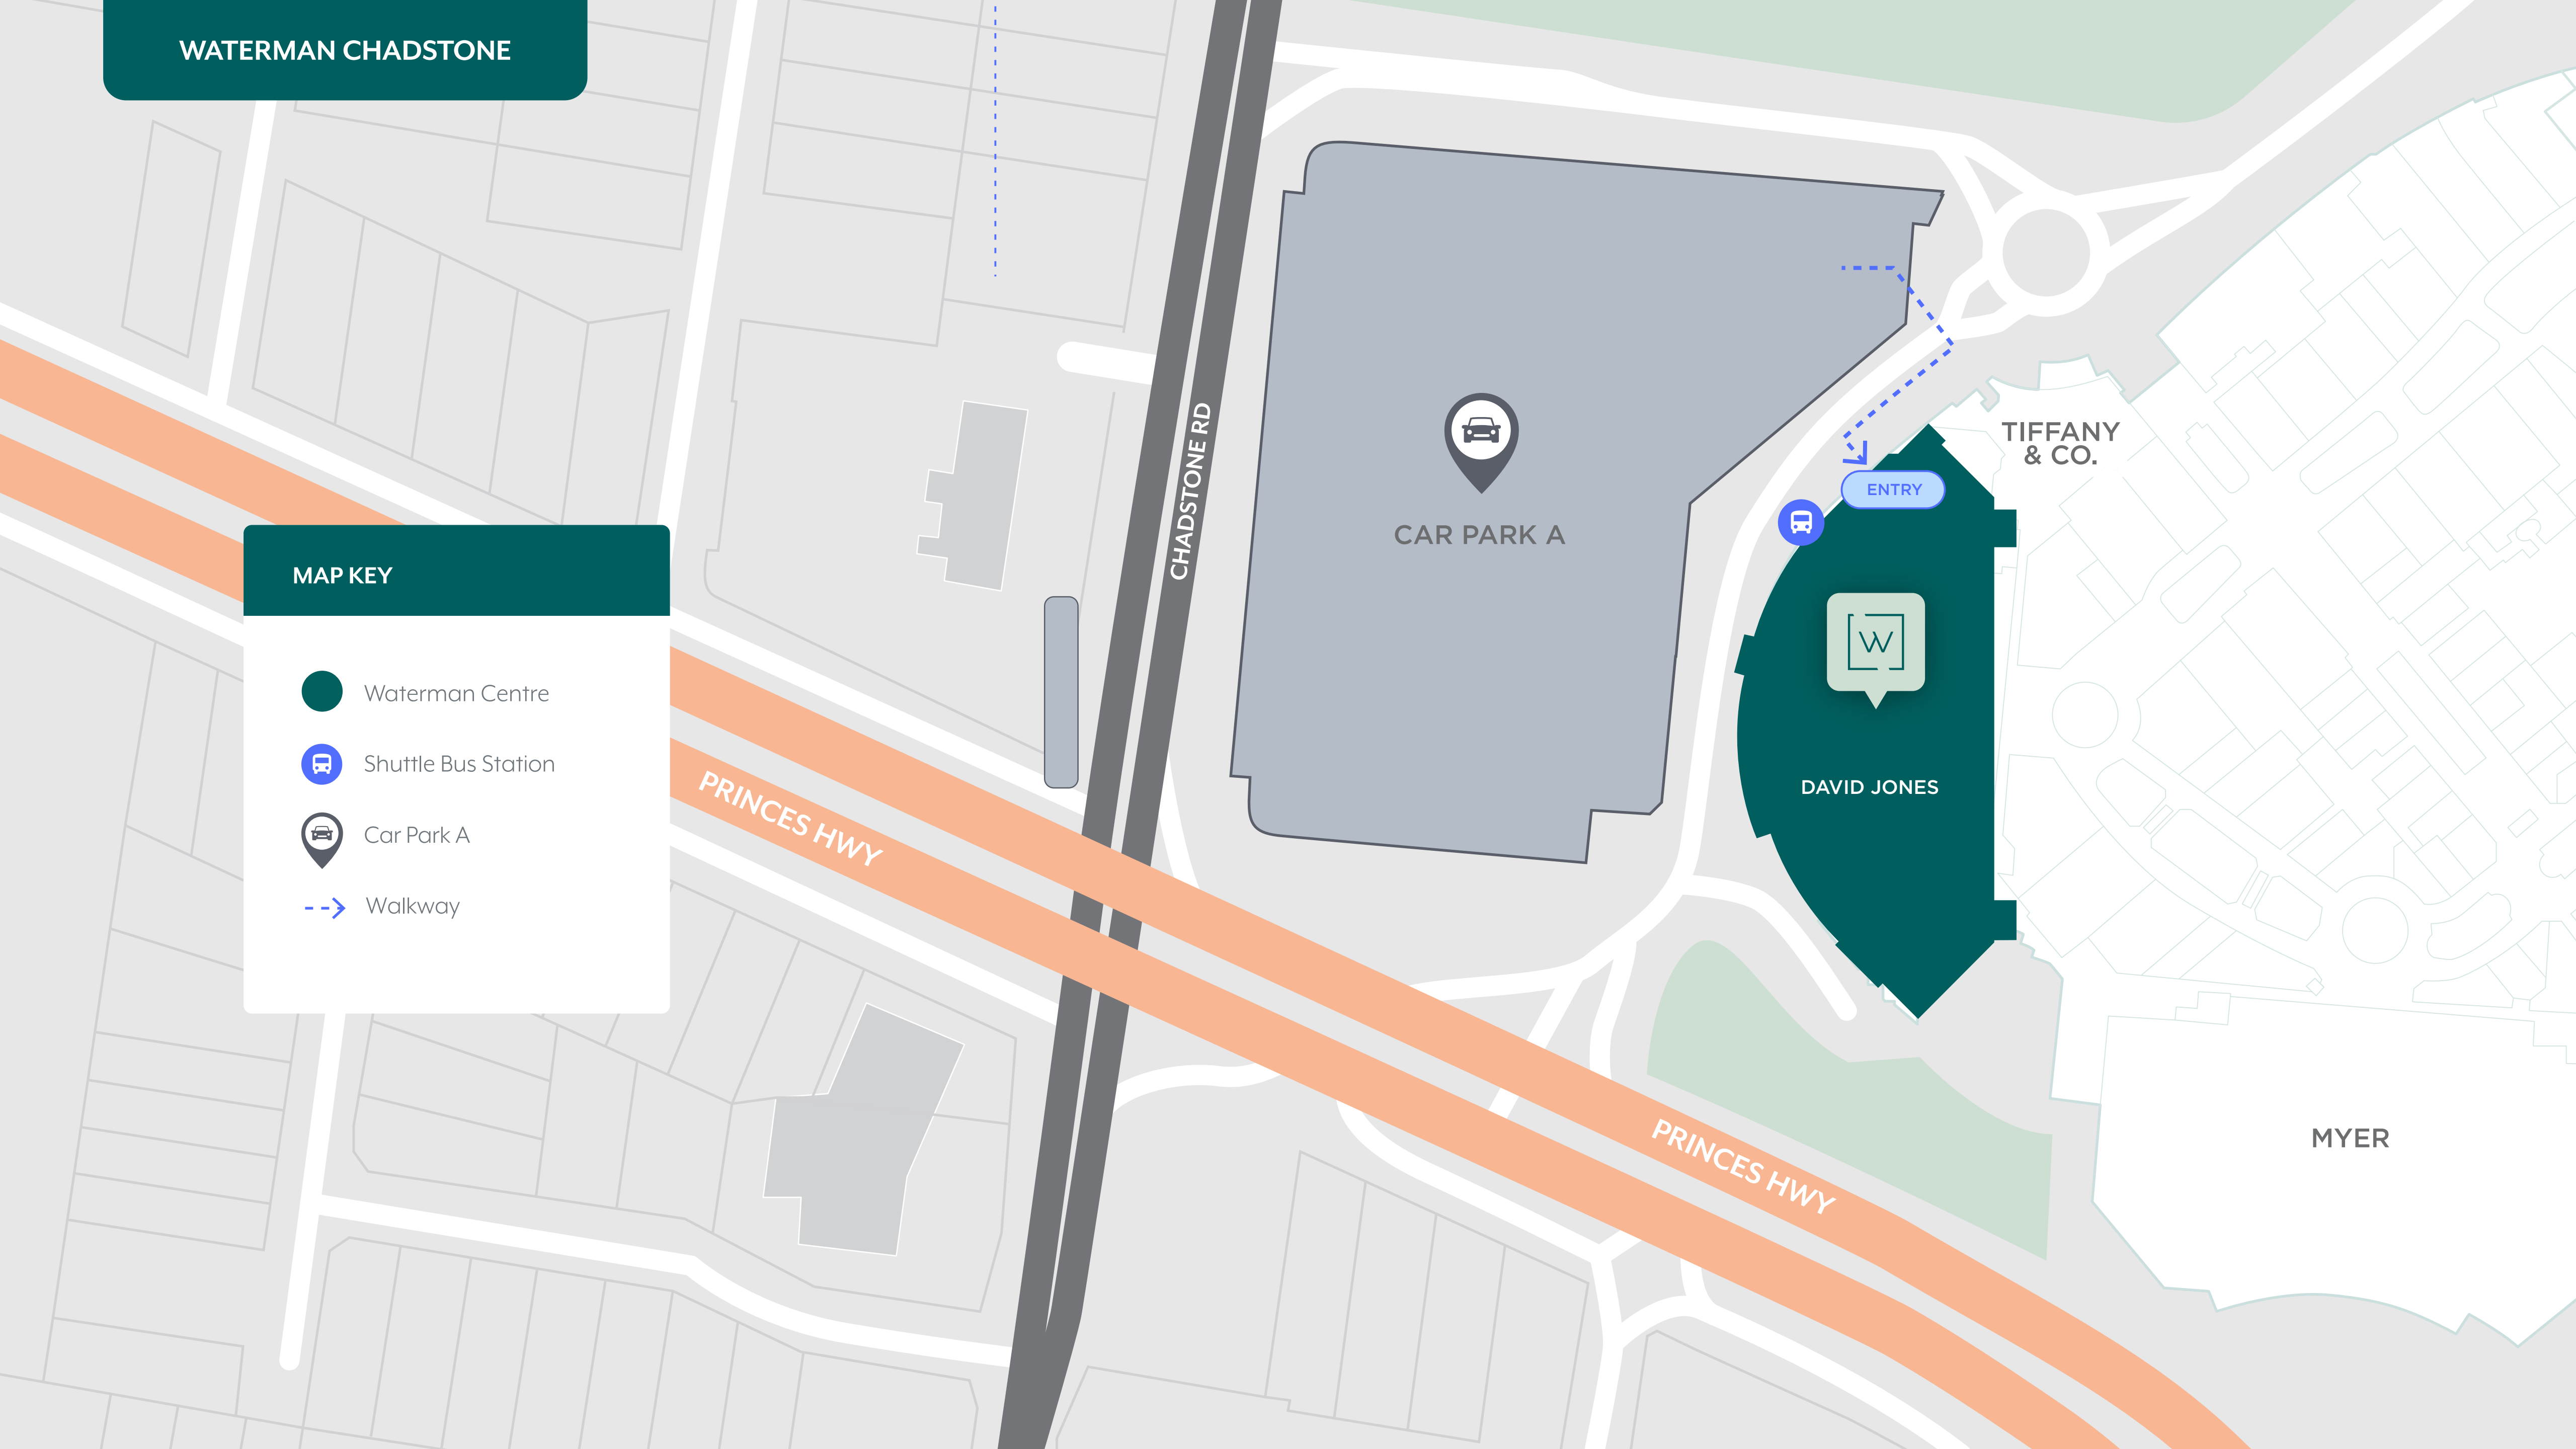 WATERMAN CHADSTONE
CHADSTONE RD
TIFFANY
& CO.
ENTRY
CAR PARK A
MAP KEY
Waterman Centre
Shuttle Bus Station
Car Park A
Walkway
W
DAVID JONES
PRINCES HWY
PRINCES HWY
MYER